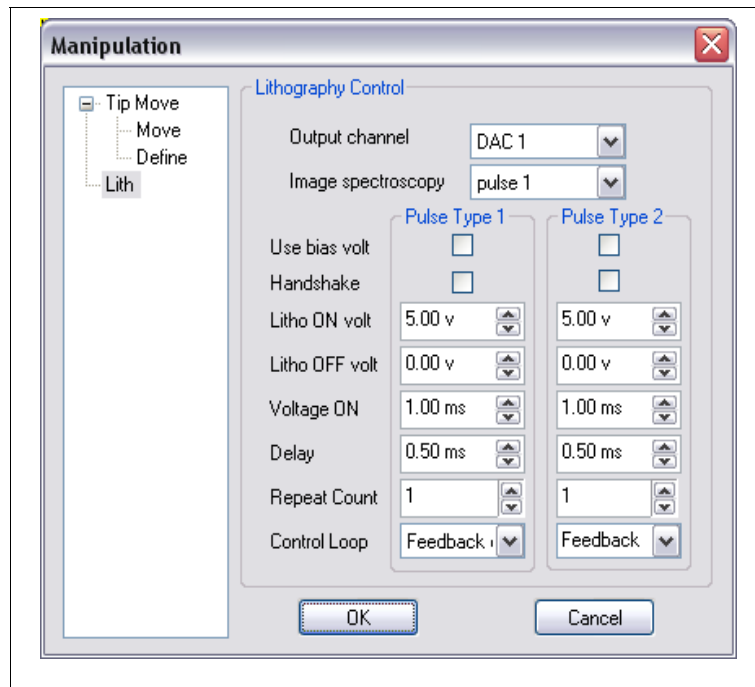 Manipulation
Tip Move
Move
Define
Lith
Lithography Control
Output channel DAC 1
Image spectroscopy pulse 1
Pulse Type 1 Pulse Type 2
Use bias volt
Handshake
Litho ON volt 5.00 v 5.00 v
Litho OFF volt 0.00 v 0.00 v
Voltage ON 1.00 ms 1.00 ms
Delay 0.50 ms 0.50 ms
Repeat Count 1 1
Control Loop Feedback Feedback
OK Cancel